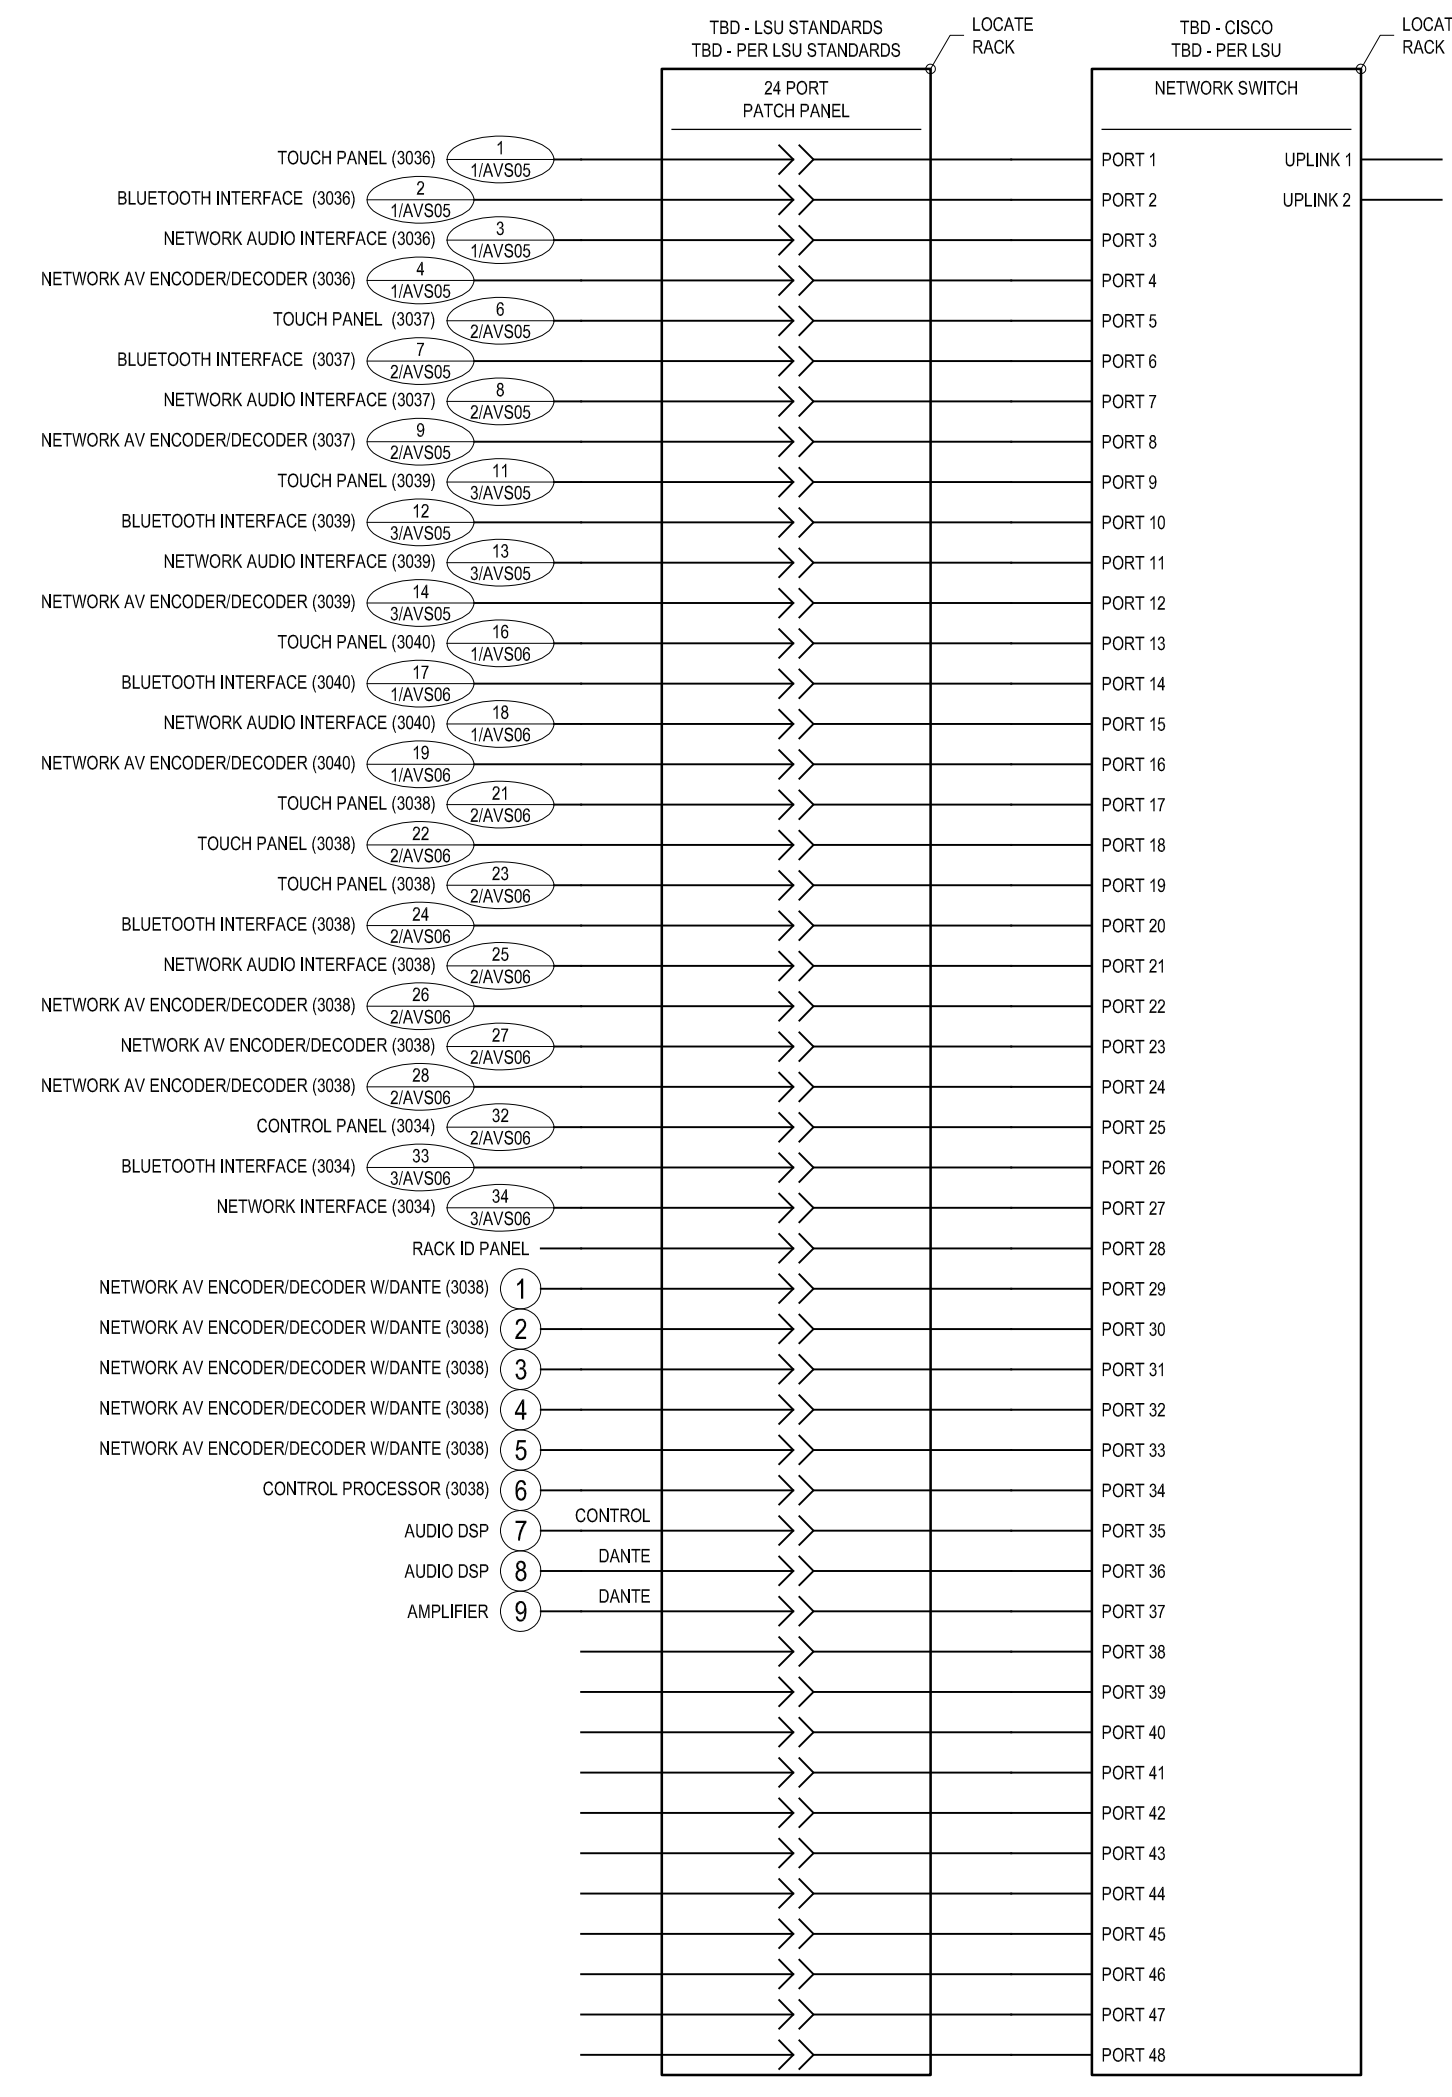 TBD - LSU STANDARDS
TBD - PER LSU STANDARDS
LOCATE
RACK
TBD - CISCO
TBD - PER LSU
LOCAT
RACK
24 PORT
PATCH PANEL
NETWORK SWITCH
TOUCH PANEL (3036) 1 1/AVS05 PORT 1 UPLINK 1
BLUETOOTH INTERFACE (3036) 2 1/AVS05 PORT 2 UPLINK 2
NETWORK AUDIO INTERFACE (3036) 3 1/AVS05 PORT 3
NETWORK AV ENCODER/DECODER (3036) 4 1/AVS05 PORT 4
TOUCH PANEL (3037) 6 2/AVS05 PORT 5
BLUETOOTH INTERFACE (3037) 7 2/AVS05 PORT 6
NETWORK AUDIO INTERFACE (3037) 8 2/AVS05 PORT 7
NETWORK AV ENCODER/DECODER (3037) 9 2/AVS05 PORT 8
TOUCH PANEL (3039) 11 3/AVS05 PORT 9
BLUETOOTH INTERFACE (3039) 12 3/AVS05 PORT 10
NETWORK AUDIO INTERFACE (3039) 13 3/AVS05 PORT 11
NETWORK AV ENCODER/DECODER (3039) 14 3/AVS05 PORT 12
TOUCH PANEL (3040) 16 1/AVS06 PORT 13
BLUETOOTH INTERFACE (3040) 17 1/AVS06 PORT 14
NETWORK AUDIO INTERFACE (3040) 18 1/AVS06 PORT 15
NETWORK AV ENCODER/DECODER (3040) 19 1/AVS06 PORT 16
TOUCH PANEL (3038) 21 2/AVS06 PORT 17
TOUCH PANEL (3038) 22 2/AVS06 PORT 18
TOUCH PANEL (3038) 23 2/AVS06 PORT 19
BLUETOOTH INTERFACE (3038) 24 2/AVS06 PORT 20
NETWORK AUDIO INTERFACE (3038) 25 2/AVS06 PORT 21
NETWORK AV ENCODER/DECODER (3038) 26 2/AVS06 PORT 22
NETWORK AV ENCODER/DECODER (3038) 27 2/AVS06 PORT 23
NETWORK AV ENCODER/DECODER (3038) 28 2/AVS06 PORT 24
CONTROL PANEL (3034) 32 2/AVS06 PORT 25
BLUETOOTH INTERFACE (3034) 33 3/AVS06 PORT 26
NETWORK INTERFACE (3034) 34 3/AVS06 PORT 27
RACK ID PANEL PORT 28
NETWORK AV ENCODER/DECODER W/DANTE (3038) 1 PORT 29
NETWORK AV ENCODER/DECODER W/DANTE (3038) 2 PORT 30
NETWORK AV ENCODER/DECODER W/DANTE (3038) 3 PORT 31
NETWORK AV ENCODER/DECODER W/DANTE (3038) 4 PORT 32
NETWORK AV ENCODER/DECODER W/DANTE (3038) 5 PORT 33
CONTROL PROCESSOR (3038) 6 PORT 34
AUDIO DSP 7 CONTROL PORT 35
AUDIO DSP 8 DANTE PORT 36
AMPLIFIER 9 DANTE PORT 37
PORT 38
PORT 39
PORT 40
PORT 41
PORT 42
PORT 43
PORT 44
PORT 45
PORT 46
PORT 47
PORT 48